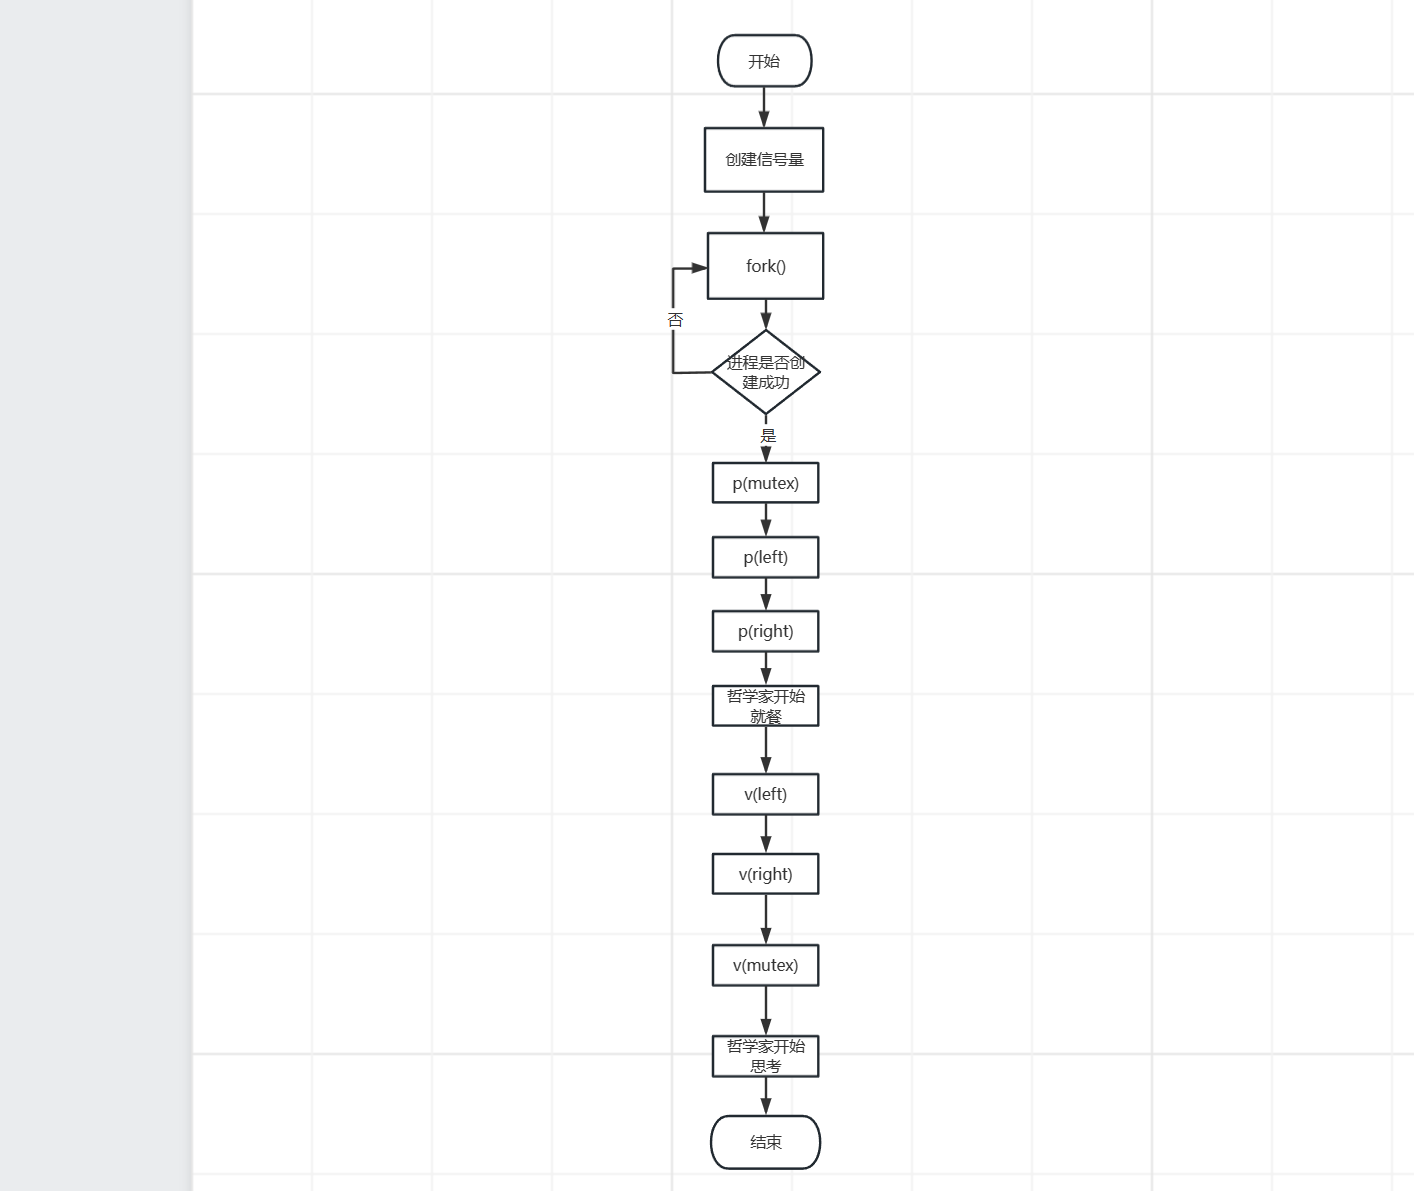 开始
创建信号量
fork()
否
进程是否创
建成功
是
p(mutex)
p(left)
p(right)
哲学家开始
就餐
v(left)
v(right)
v(mutex)
哲学家开始
思考
结束